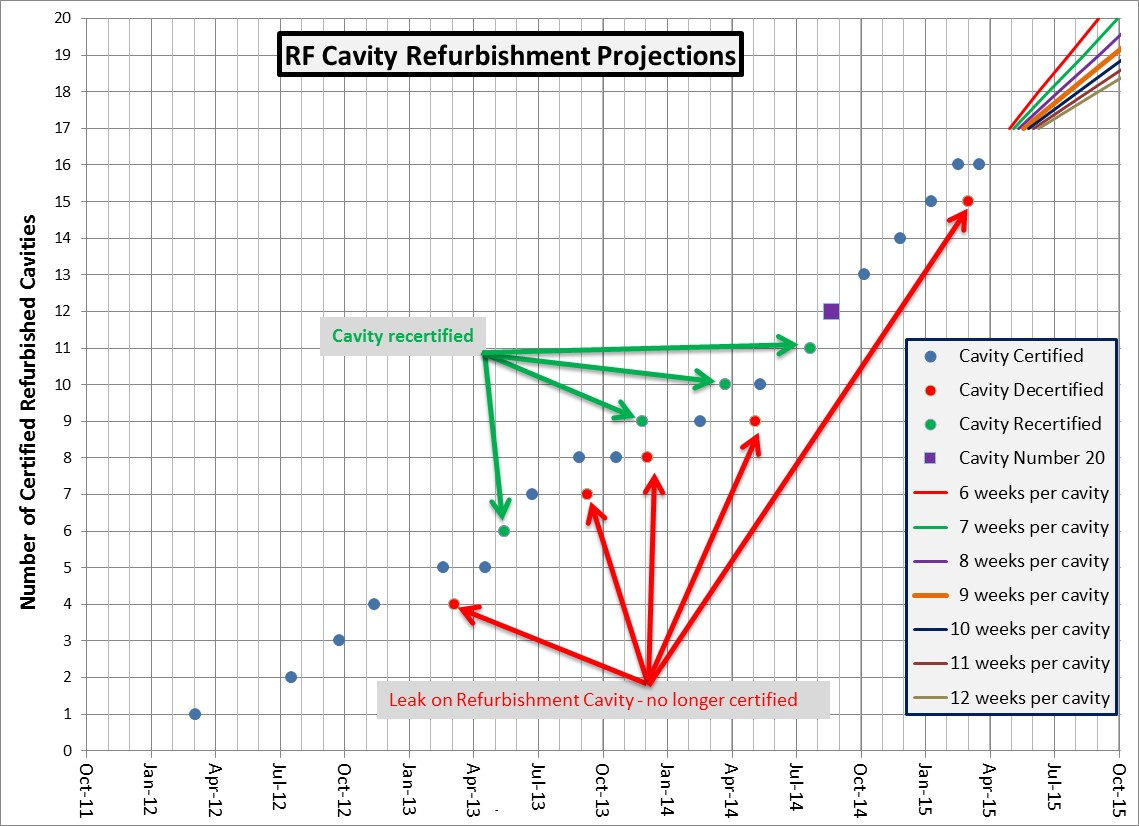 RF Cavity Refurbishment Projections
Number of Certified Refurbished Cavities
20
19
18
17
16
15
14
13
12
11
10
9
8
7
6
5
4
3
2
1
0
Cavity recertified
Leak on Refurbishment Cavity - no longer certified
Cavity Certified
Cavity Decertified
Cavity Recertified
Cavity Number 20
6 weeks per cavity
7 weeks per cavity
8 weeks per cavity
9 weeks per cavity
10 weeks per cavity
11 weeks per cavity
12 weeks per cavity
Oct-11
Jan-12
Apr-12
Jul-12
Oct-12
Jan-13
Apr-13
Jul-13
Oct-13
Jan-14
Apr-14
Jul-14
Oct-14
Jan-15
Apr-15
Jul-15
Oct-15